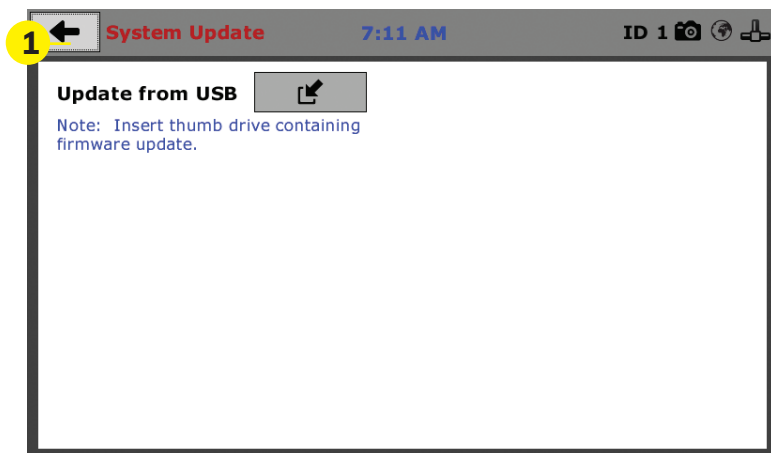 1
System Update 7:11 AM ID 1
Update from USB
Note: Insert thumb drive containing
firmware update.